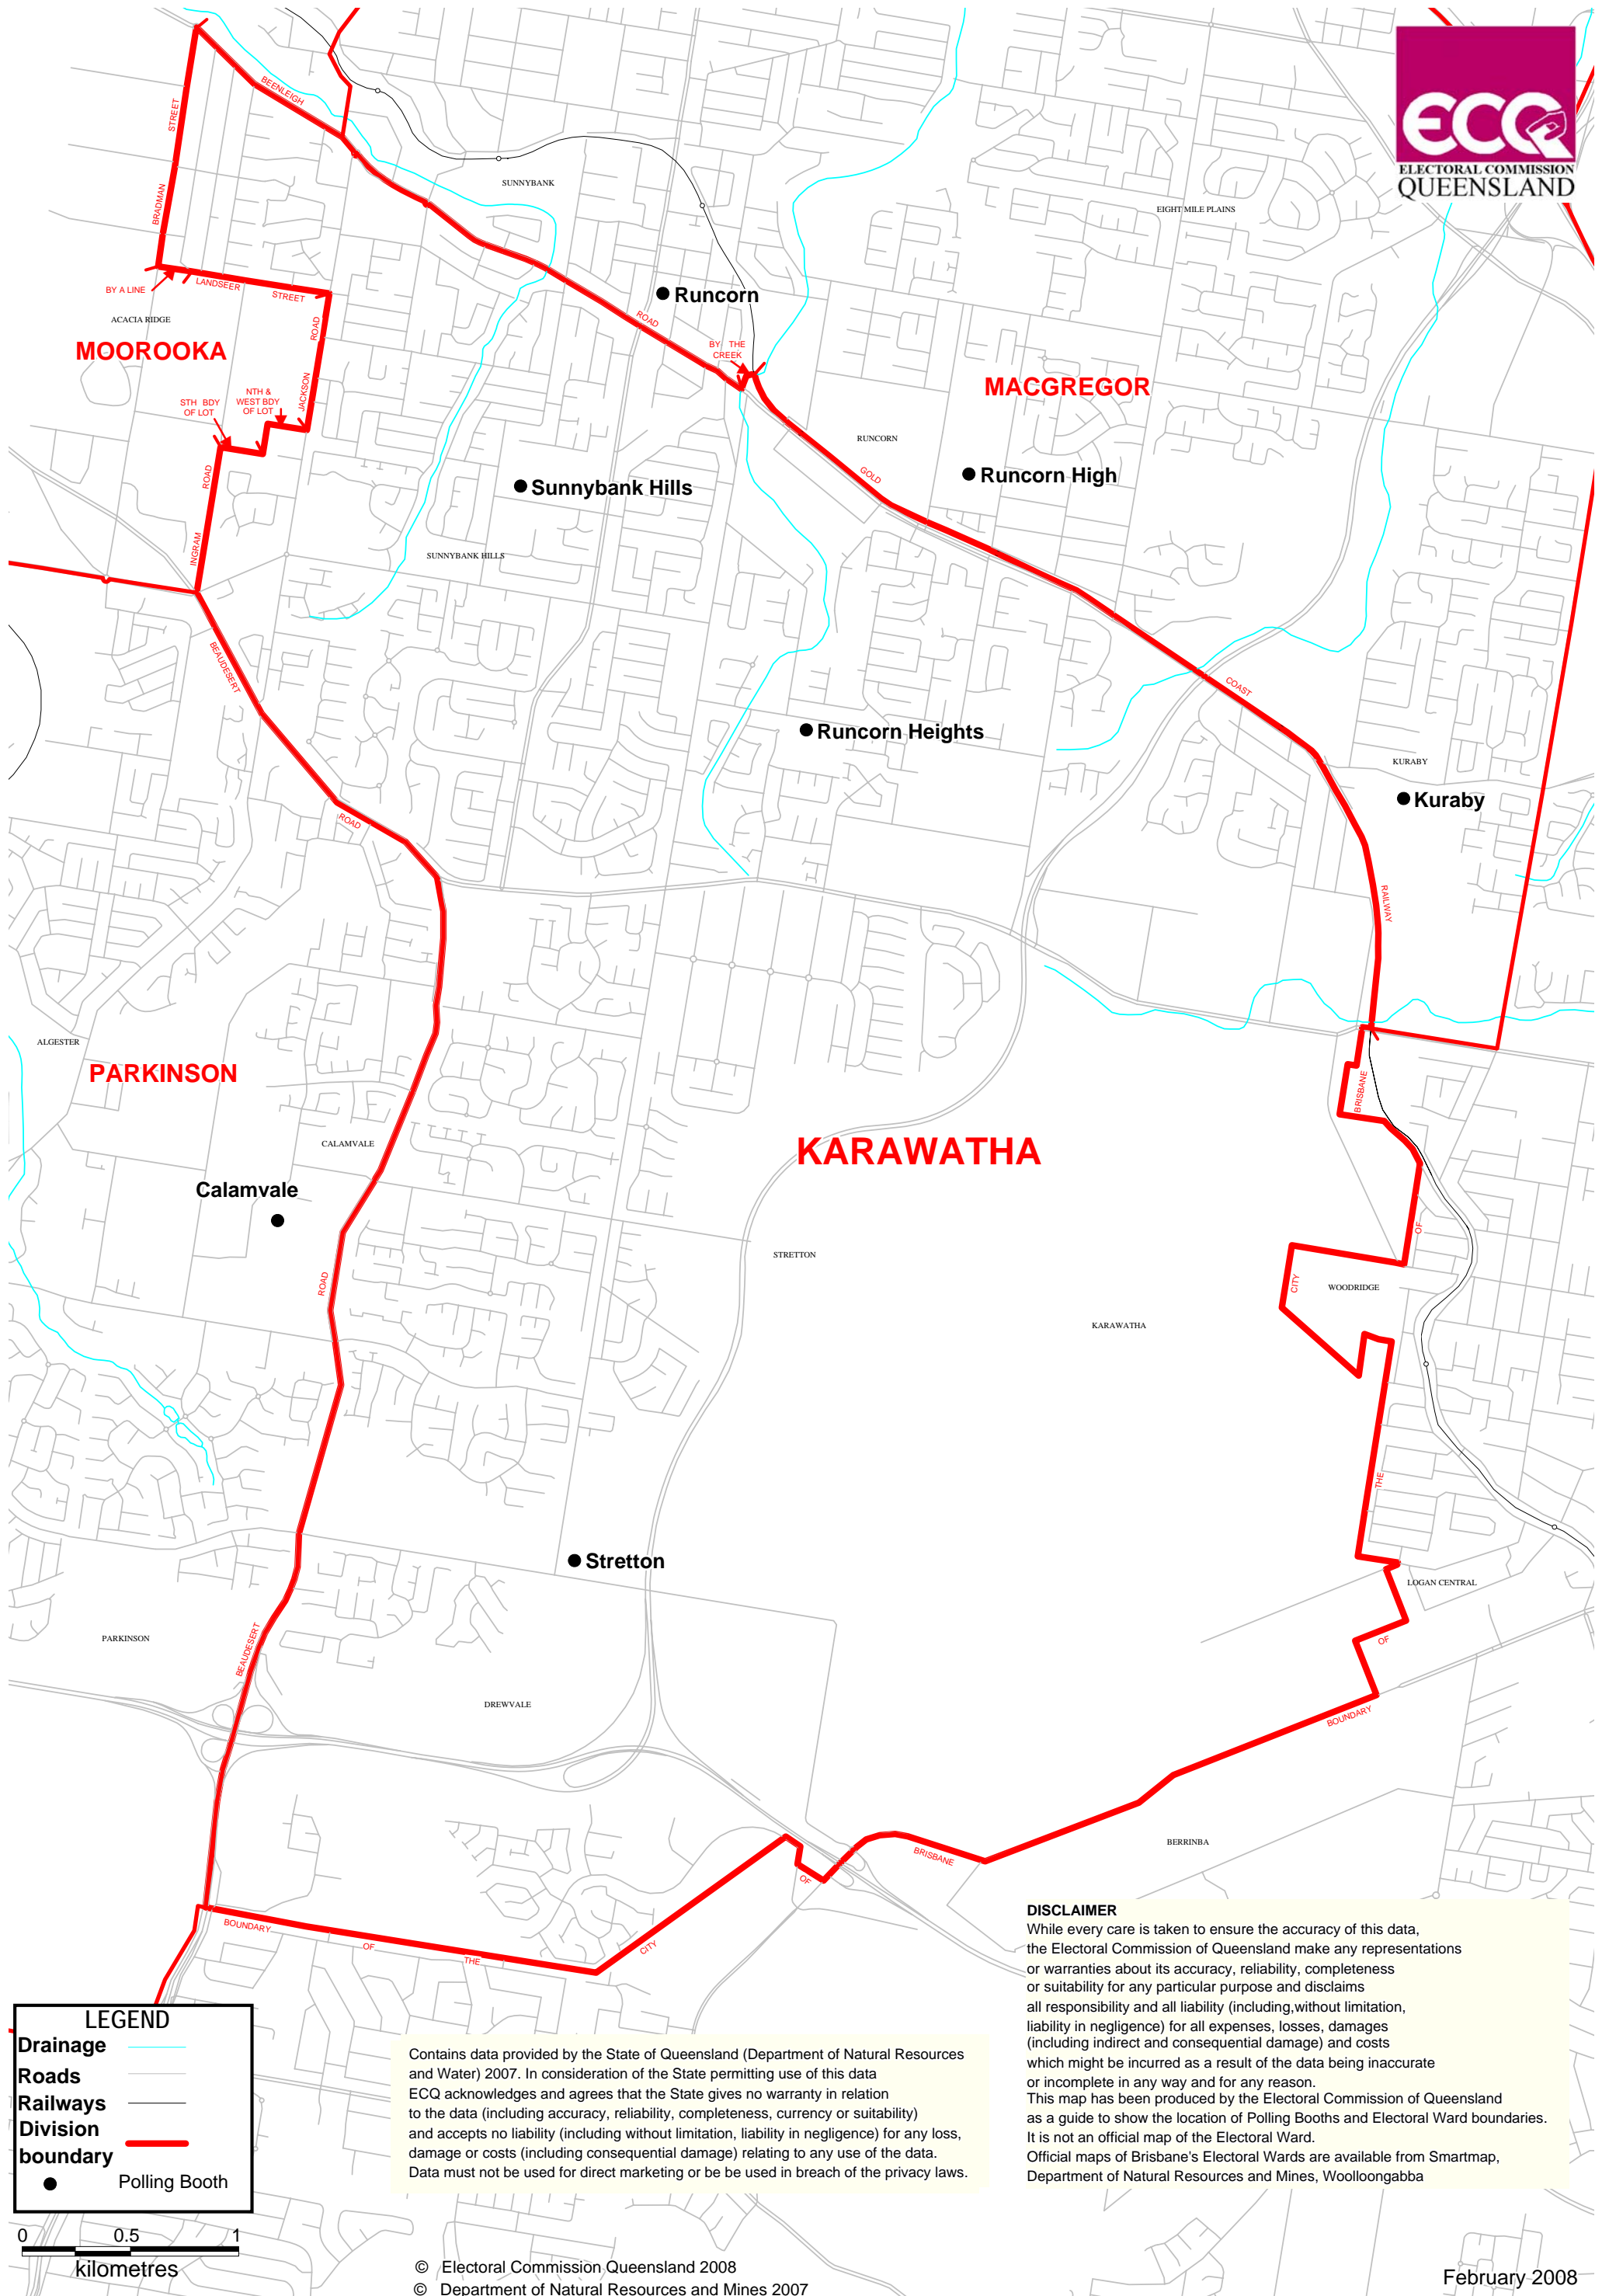 ECQ
ELECTORAL COMMISSION
QUEENSLAND
STREET
BRADMAN
BEENLEIGH
SUNNYBANK
EIGHT MILE PLAINS
BY A LINE
LANDSEER
STREET
ACACIA RIDGE
MOOROOKA
ROAD
JACKSON
NTH &
WEST BDY
OF LOT
STH BDY
OF LOT
ROAD
INGRAM
Runcorn
ROAD
BY THE
CREEK
MACGREGOR
RUNCORN
GOLD
Runcorn High
Sunnybank Hills
SUNNYBANK HILLS
BEAUDESERT
COAST
Runcorn Heights
KURABY
Kuraby
ROAD
RAILWAY
ALGESTER
PARKINSON
BRISBANE
CALAMVALE
KARAWATHA
Calamvale
OF
STRETTON
CITY
WOODRIDGE
ROAD
KARAWATHA
THE
Stretton
LOGAN CENTRAL
PARKINSON
BEAUDESERT
OF
DREWVALE
BOUNDARY
BERRINBA
BRISBANE
OF
BOUNDARY
OF
THE
CITY
DISCLAIMER
While every care is taken to ensure the accuracy of this data,
the Electoral Commission of Queensland make any representations
or warranties about its accuracy, reliability, completeness
or suitability for any particular purpose and disclaims
all responsibility and all liability (including,without limitation,
liability in negligence) for all expenses, losses, damages
(including indirect and consequential damage) and costs
which might be incurred as a result of the data being inaccurate
or incomplete in any way and for any reason.
This map has been produced by the Electoral Commission of Queensland
as a guide to show the location of Polling Booths and Electoral Ward boundaries.
It is not an official map of the Electoral Ward.
Official maps of Brisbane's Electoral Wards are available from Smartmap,
Department of Natural Resources and Mines, Woolloongabba
LEGEND
Drainage
Roads
Railways
Division
boundary
Polling Booth
Contains data provided by the State of Queensland (Department of Natural Resources
and Water) 2007. In consideration of the State permitting use of this data
ECQ acknowledges and agrees that the State gives no warranty in relation
to the data (including accuracy, reliability, completeness, currency or suitability)
and accepts no liability (including without limitation, liability in negligence) for any loss,
damage or costs (including consequential damage) relating to any use of the data.
Data must not be used for direct marketing or be be used in breach of the privacy laws.
0 0.5 1
kilometres
© Electoral Commission Queensland 2008
© Department of Natural Resources and Mines 2007
February 2008